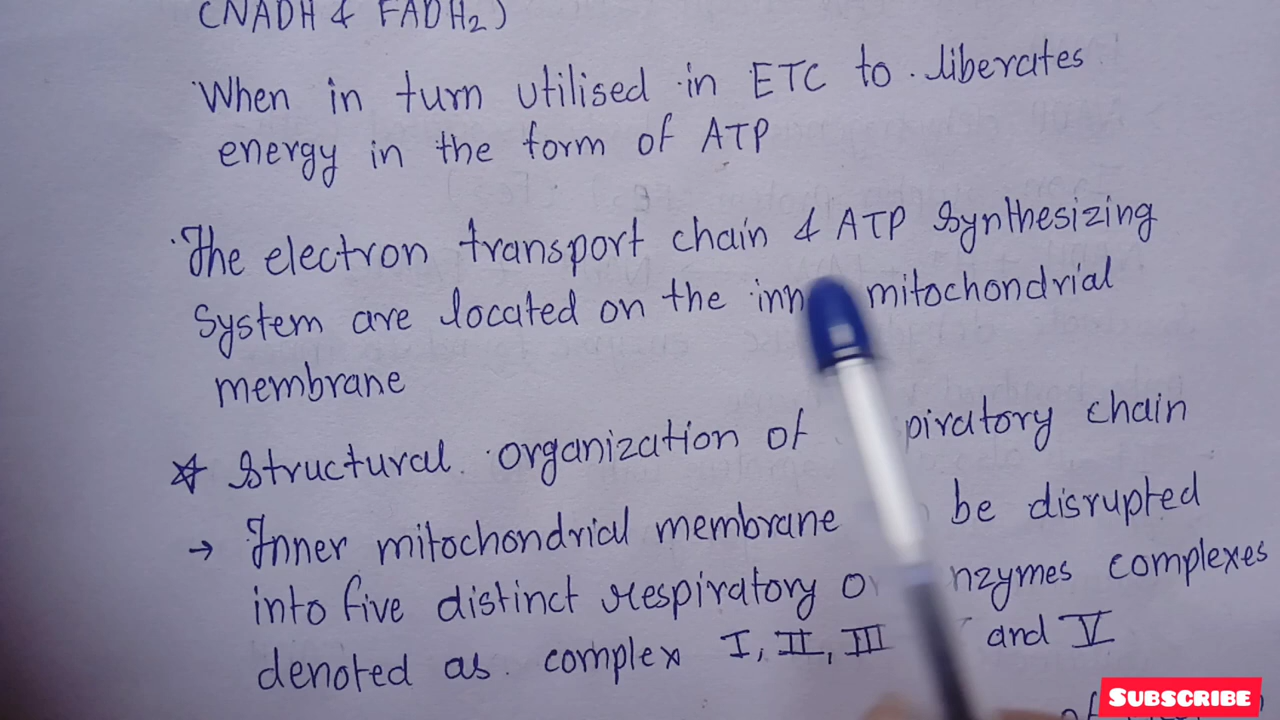 (NADH & FADH₂)
When in turn utilised in ETC to liberates
energy in the form of ATP
The electron transport chain & ATP synthesizing
System are located on the mitochondrial
membrane
☆ Structural organization of chain
→ Inner mitochondrial membrane be disrupted
into five distinct respiratory complexes
denoted as complex I, II, III and V
SUBSCRIBE